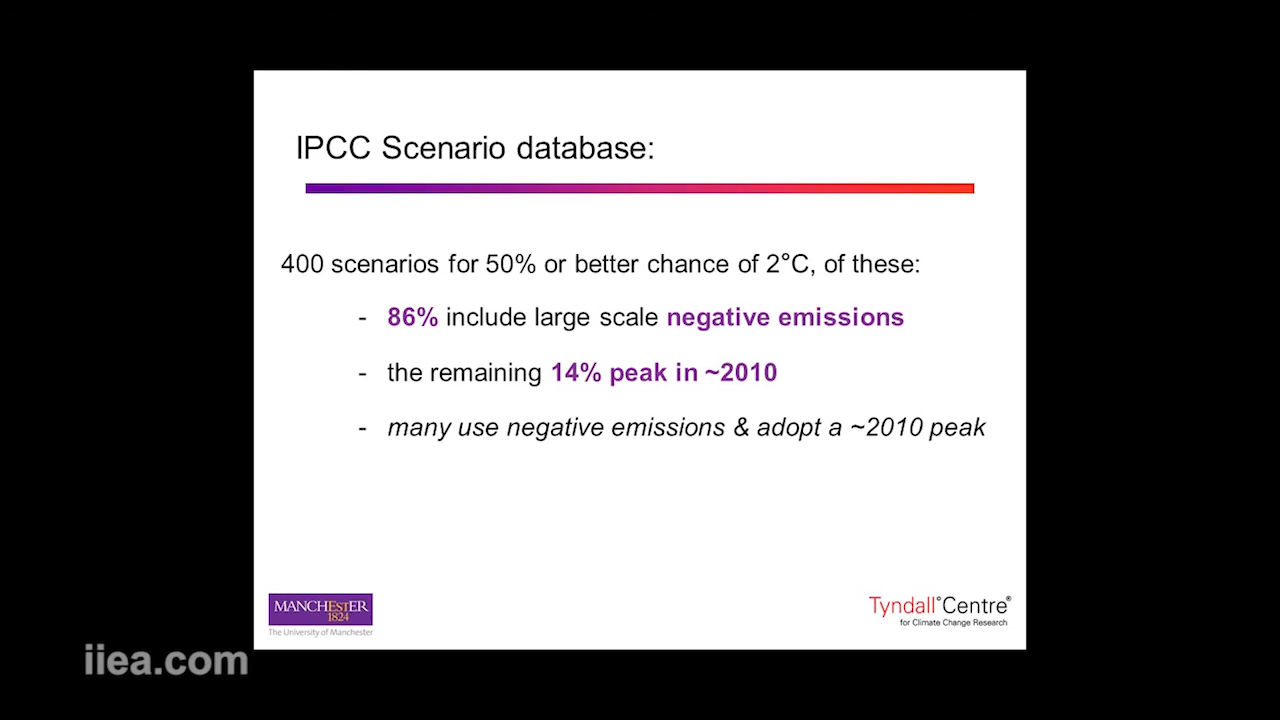 IPCC Scenario database:
400 scenarios for 50% or better chance of 2°C, of these:
- 86% include large scale negative emissions
- the remaining 14% peak in ~2010
- many use negative emissions & adopt a ~2010 peak
MANCHEStER
1824
The University of Manchester
Tyndall°Centre®
for Climate Change Research
iiea.com